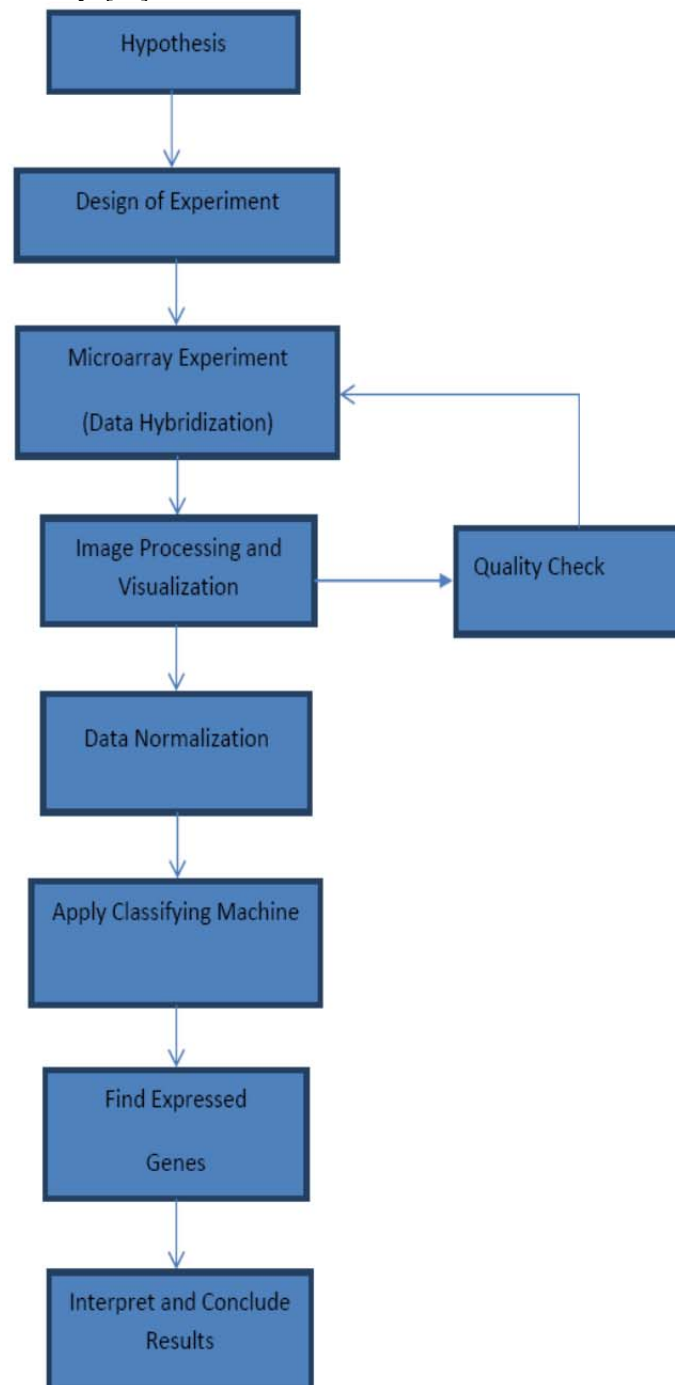 Hypothesis
Design of Experiment
Microarray Experiment
(Data Hybridization)
Image Processing and
Visualization
Quality Check
Data Normalization
Apply Classifying Machine
Find Expressed
Genes
Interpret and Conclude
Results